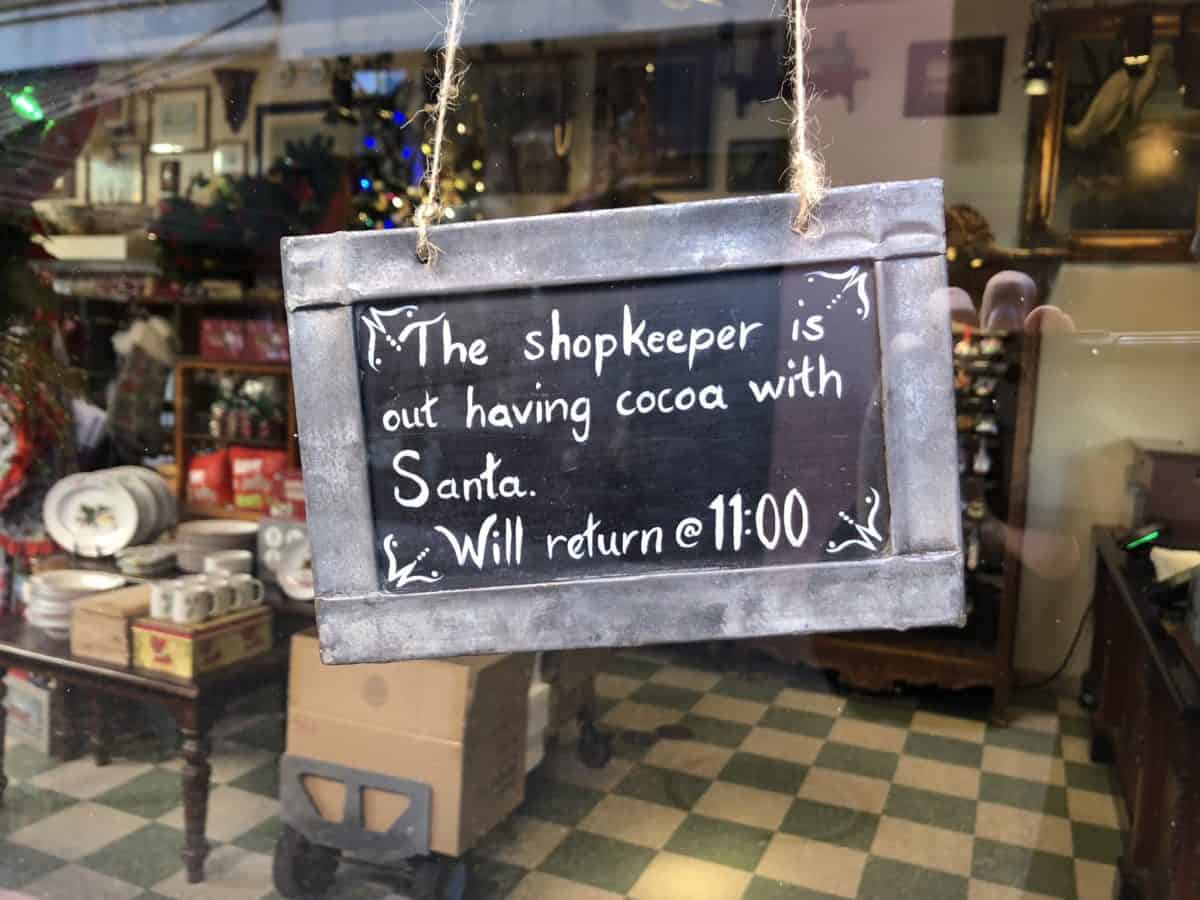 The shopkeeper is
out having cocoa with
Santa.
Will return @ 11:00